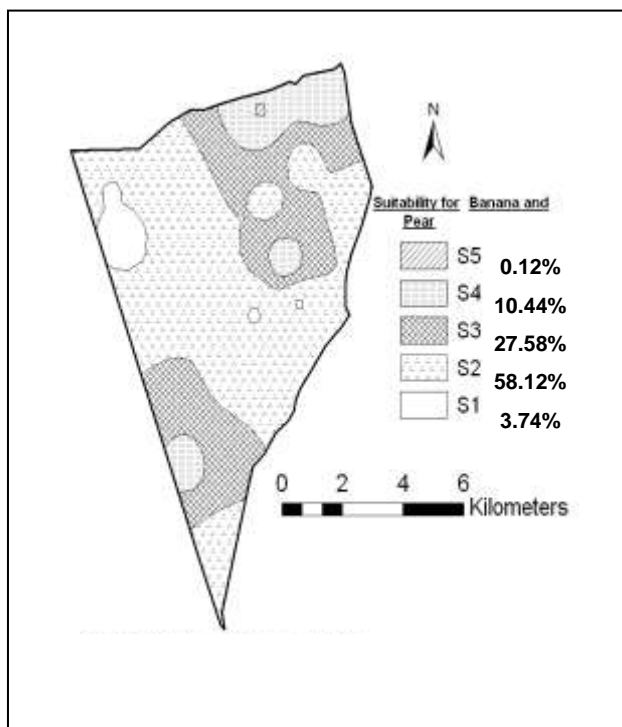 N
Suitability for Banana and
Pear
S5 0.12%
S4 10.44%
S3 27.58%
S2 58.12%
S1 3.74%
0 2 4 6
Kilometers